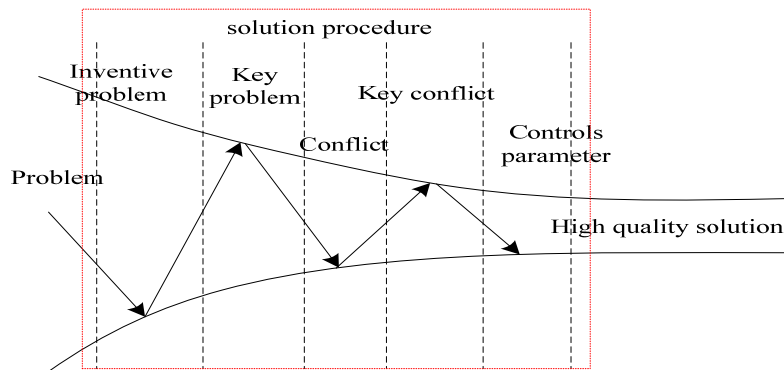 solution procedure
Inventive
problem
Key
problem
Key conflict
Conflict
Controls
parameter
Problem
High quality solution